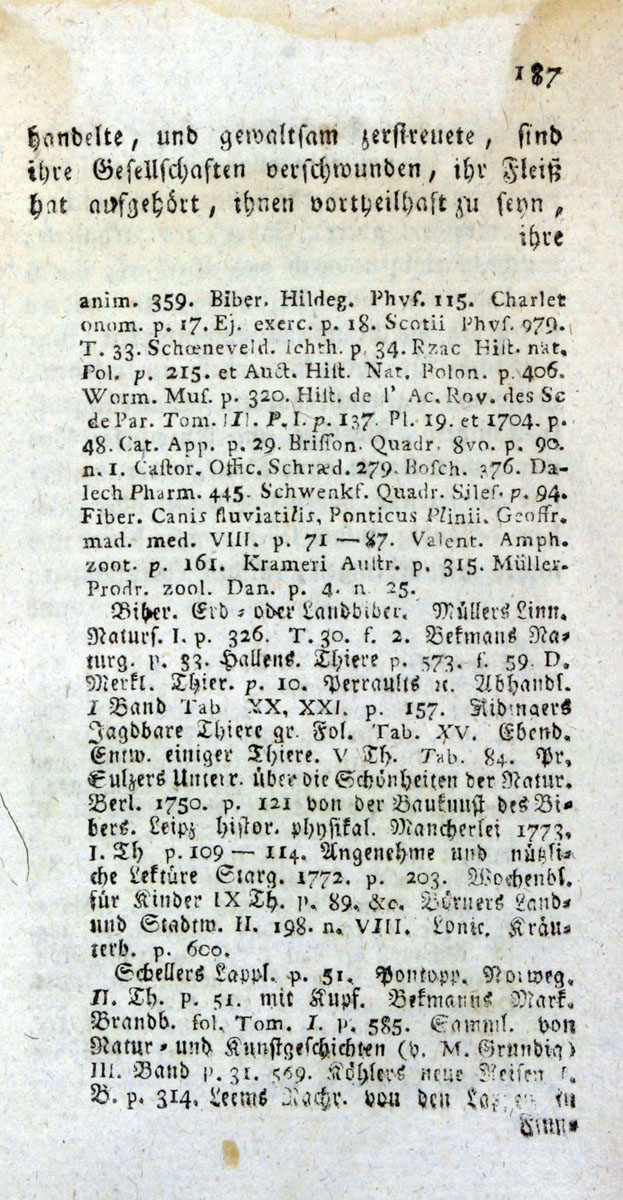 187
handelte, und gewaltsam zerstreuete, sind
ihre Gesellschaften verschwunden, ihr Fleiß
hat aufgehört, ihnen vortheilhaft zu seyn,
ihre
anim. 359. Biber. Hildeg. Phys. 115. Charlet
onom. p. 17. Ej. exerc. p. 18. Scotii Phys. 979.
T. 33. Schœneveld. Ichth. p. 34. Rzac Hist. nat.
Pol. p. 215. et Auct. Hist. Nat. Polon. p. 406.
Worm. Mus. p. 320. Hist. de l' Ac. Roy. des Sc
de Par. Tom. III. P. I. p. 137. Pl. 19. et 1704. p.
48. Cat. App. p. 29. Brisson. Quadr. 8vo. p. 90.
n. 1. Castor. Offic. Schræd. 279. Bosch. 376. Da-
lech Pharm. 445. Schwenkf. Quadr. Siles. p. 94.
Fiber. Canis fluviatilis, Ponticus Plinii. Geoffr.
mad. med. VIII. p. 71 — 87. Valent. Amph.
zoot. p. 161. Krameri Austr. p. 315. Müller.
Prodr. zool. Dan. p. 4. n 25.
Biber. Erd- oder Landbiber. Müllers Linn.
Naturs. I. p. 326. T. 30. f. 2. Bekmans Na-
turg. p. 33. Hallens. Thiere p. 573. f. 59. D.
Merkl. Thier. p. 10. Perraults ꝛc. Abhandl.
I Band Tab XX, XXI. p. 157. Ridingers
Jagdbare Thiere gr. Fol. Tab. XV. Ebend.
Entw. einiger Thiere. V Th. Tab. 84. Pr.
Sulzers Unterr. über die Schönheiten der Natur.
Berl. 1750. p. 121 von der Baukunst des Bi-
bers. Leipz histor. physikal. Mancherlei 1773.
I. Th p. 109 — 114. Angenehme und nützli-
che Lektüre Starg. 1772. p. 203. Wochenbl.
für Kinder IX Th. p. 89. &c. Börners Land-
und Stadtw. II. 198. n. VIII. Lonic. Kräu-
terb. p. 600.
Schellers Lappl. p. 51. Pontopp. Norweg.
II. Th. p. 51. mit Kupf. Bekmanns Mark.
Brandb. fol. Tom. I. p. 585. Samml. von
Natur- und Kunstgeschichten (v. M. Grundig)
III. Band p. 31. 569. Köhlers neue Reisen
B. p. 314. Leems Nachr. von den Lappen in
Finn-